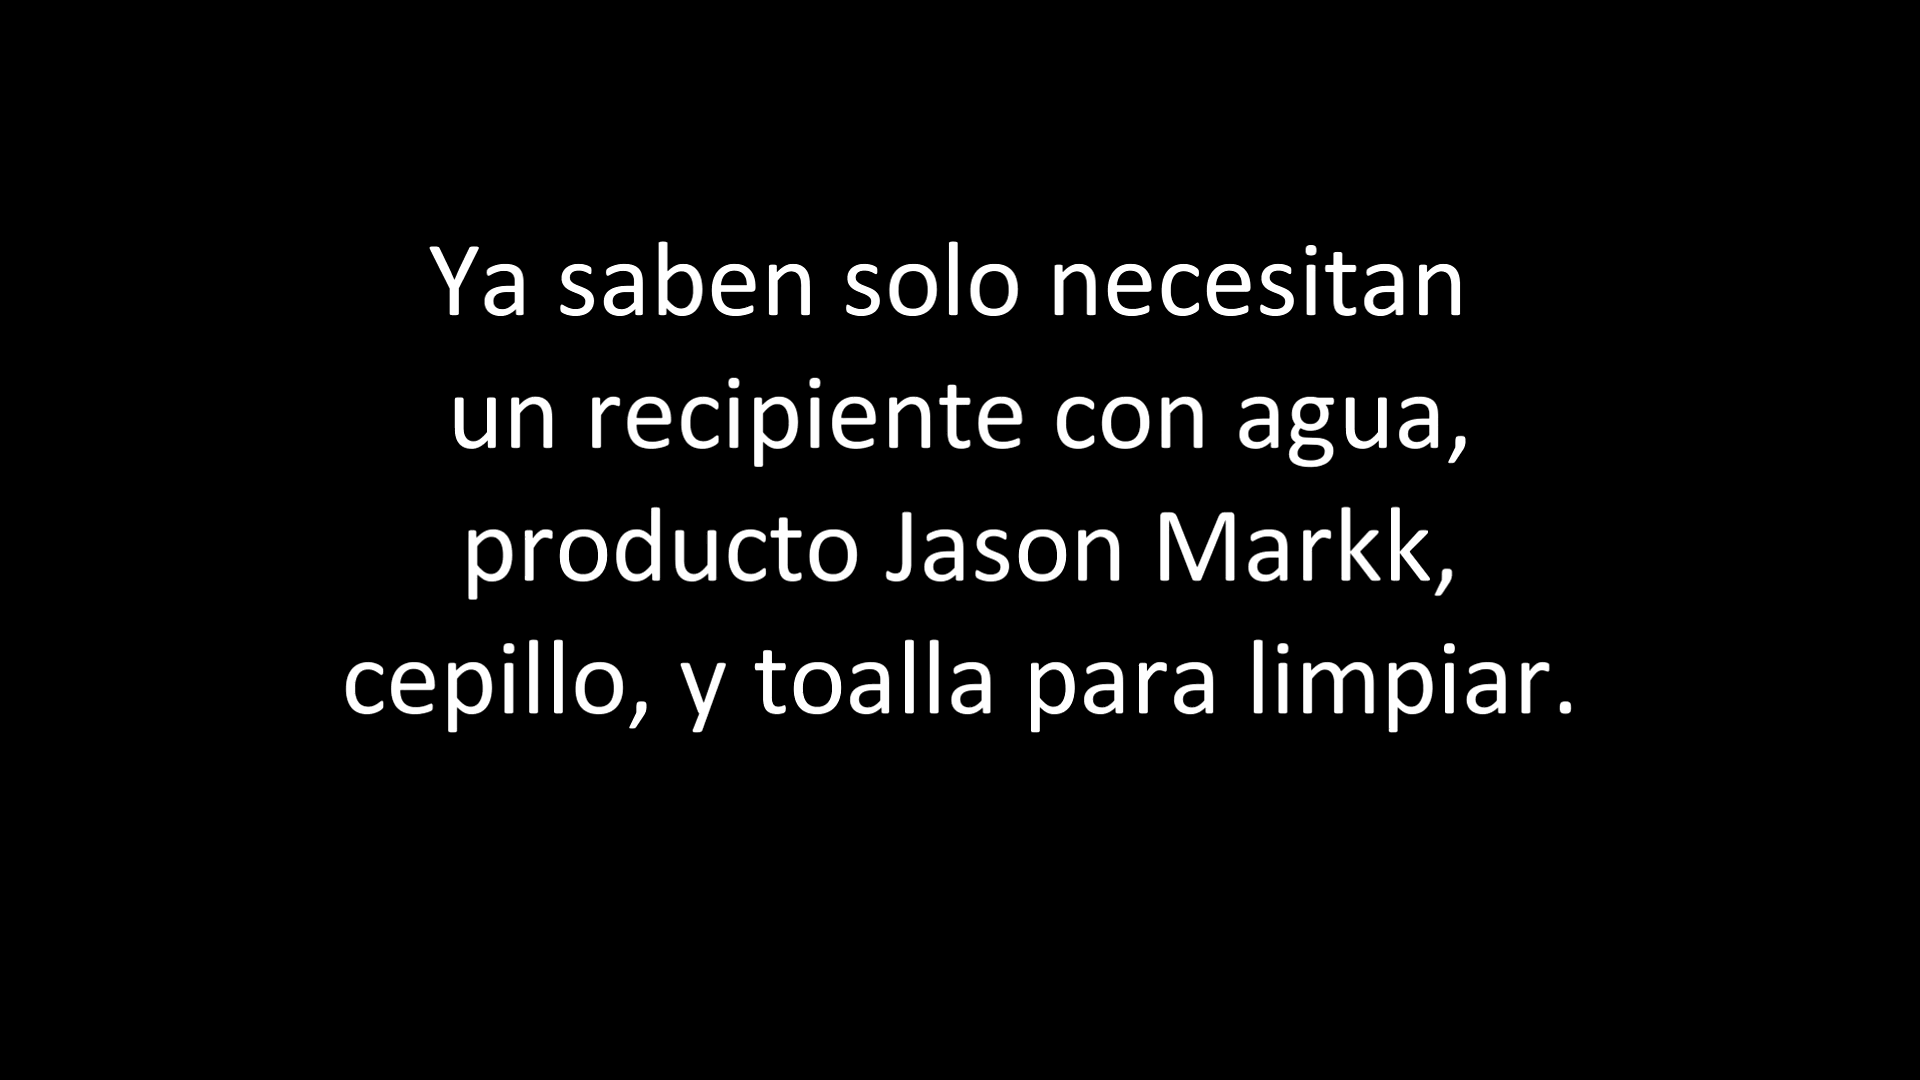 Ya saben solo necesitan
un recipiente con agua,
producto Jason Markk,
cepillo, y toalla para limpiar.